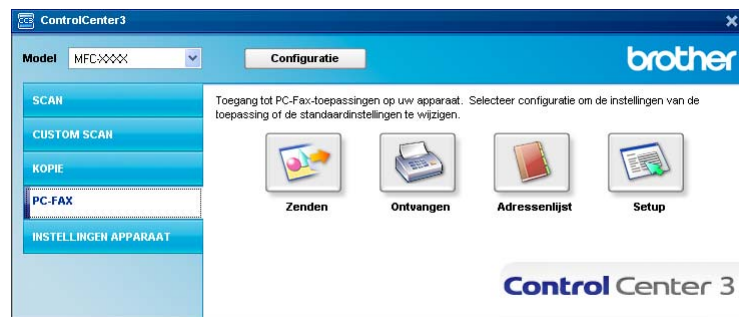 ControlCenter3
Model MFC-XXXX Configuratie brother
SCAN
CUSTOM SCAN
KOPIE
PC-FAX
INSTELLINGEN APPARAAT
Toegang tot PC-Fax-toepassingen op uw apparaat. Selecteer configuratie om de instellingen van de
toepassing of de standaardinstellingen te wijzigen.
Zenden Ontvangen Adressenlijst Setup
Control Center 3